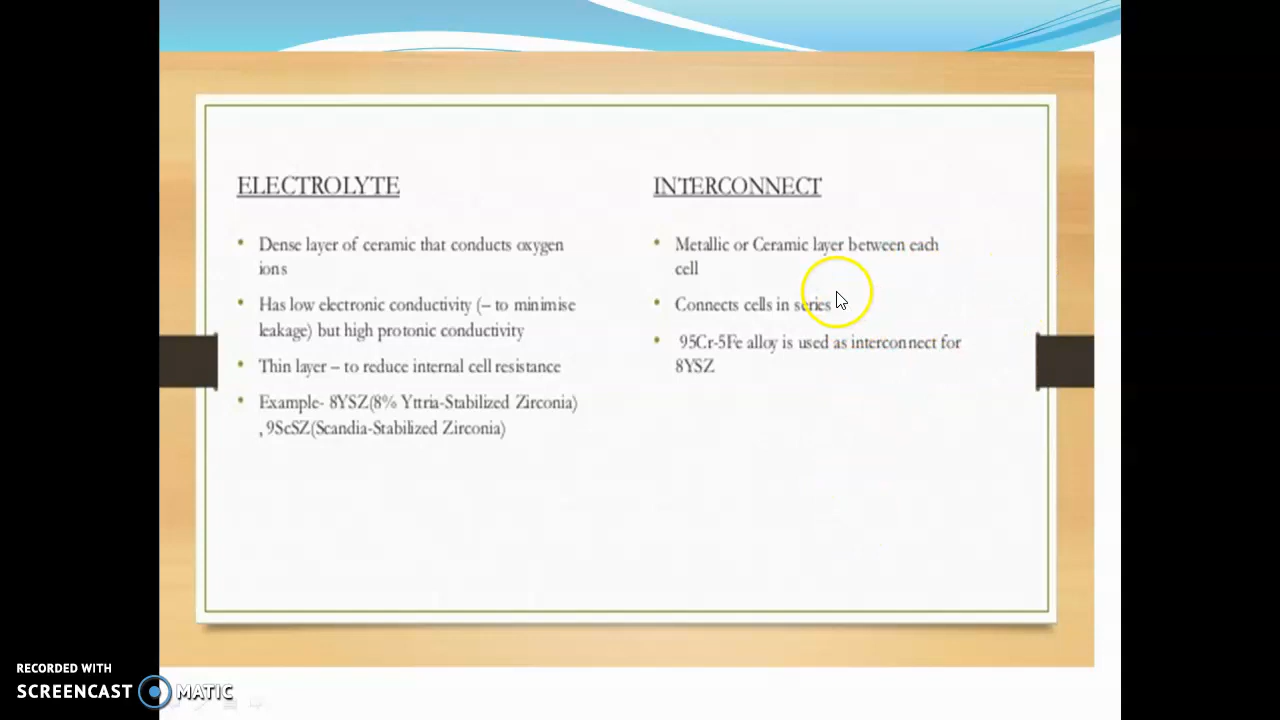 ELECTROLYTE
• Dense layer of ceramic that conducts oxygen
ions
• Has low electronic conductivity (– to minimise
leakage) but high protonic conductivity
• Thin layer – to reduce internal cell resistance
• Example- 8YSZ(8% Yttria-Stabilized Zirconia)
, 9ScSZ(Scandia-Stabilized Zirconia)
INTERCONNECT
• Metallic or Ceramic layer between each
cell
• Connects cells in series
• 95Cr-5Fe alloy is used as interconnect for
8YSZ
RECORDED WITH
SCREENCAST MATIC